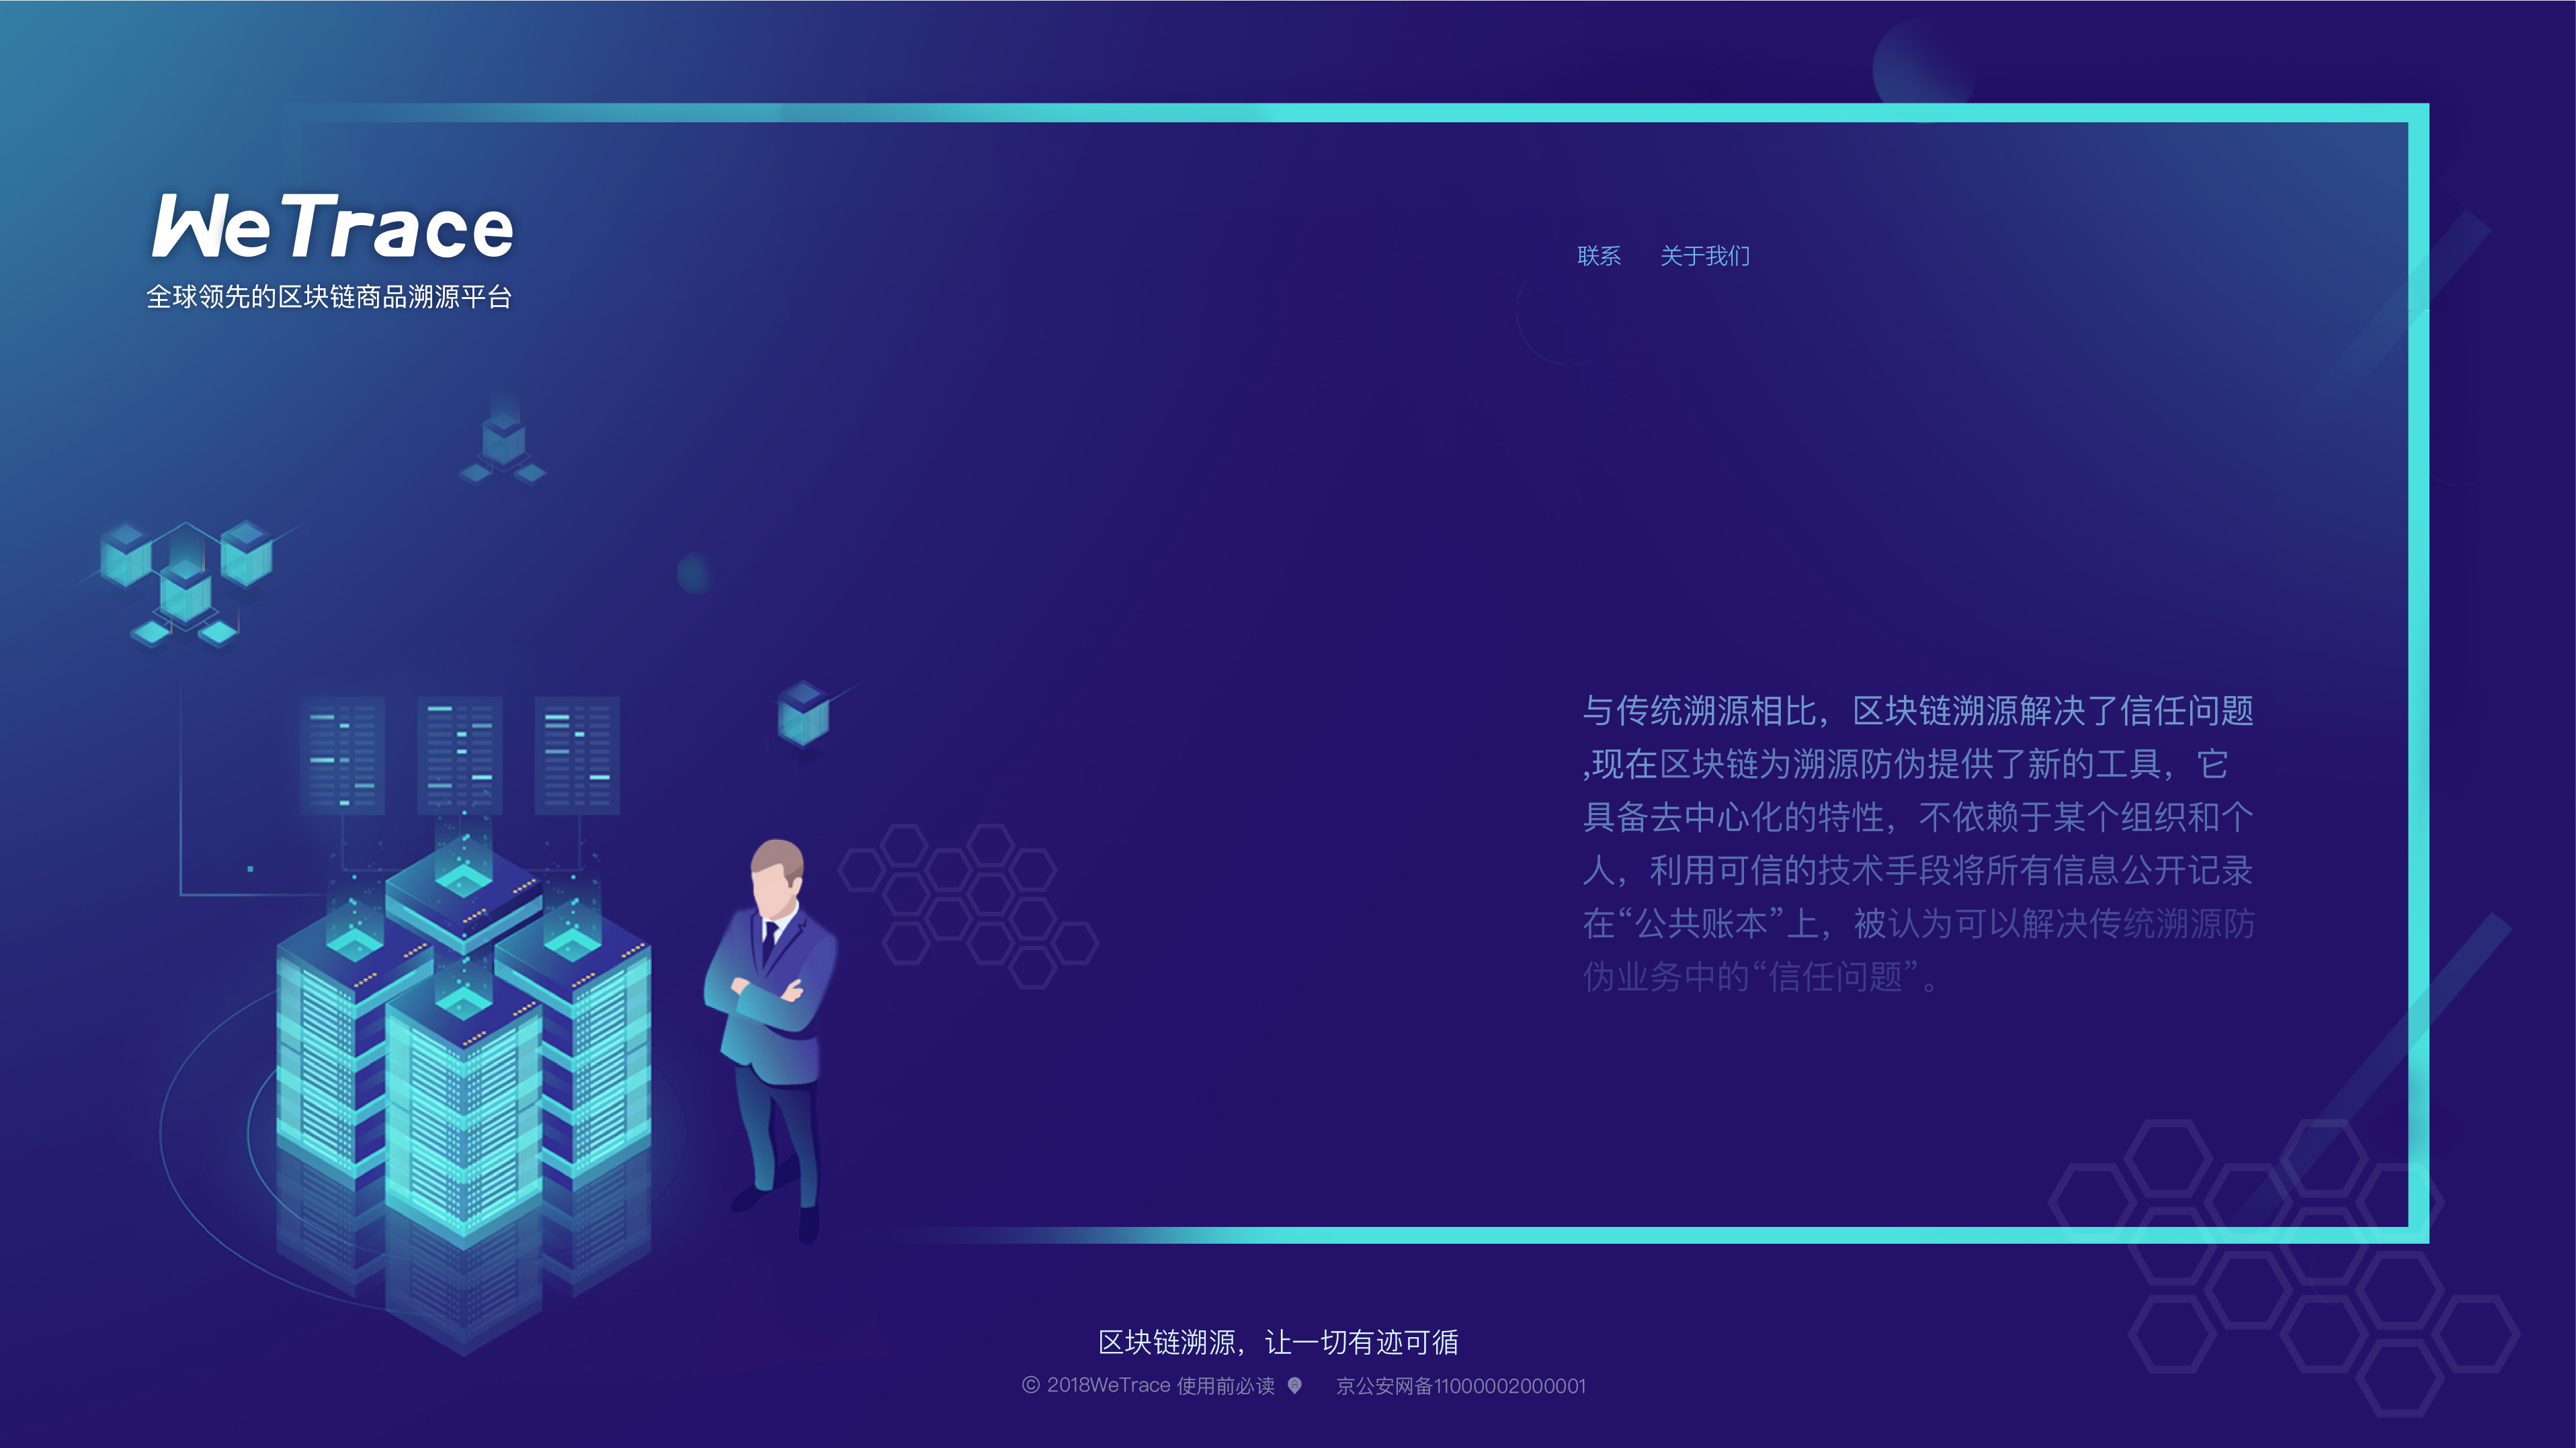 WeTrace
全球领先的区块链商品溯源平台
联系 关于我们
与传统溯源相比，区块链溯源解决了信任问题
,现在区块链为溯源防伪提供了新的工具，它
具备去中心化的特性，不依赖于某个组织和个
人，利用可信的技术手段将所有信息公开记录
在“公共账本”上，被认为可以解决传统溯源防
伪业务中的“信任问题”。
区块链溯源，让一切有迹可循
© 2018WeTrace 使用前必读 京公安网备11000002000001